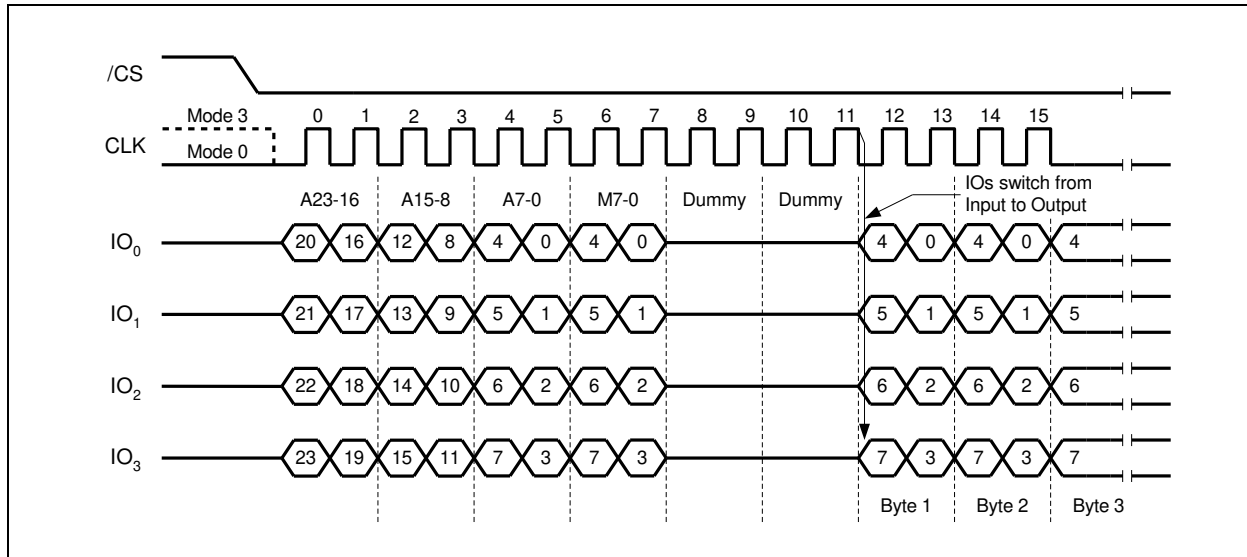 /CS
Mode 3 0 1 2 3 4 5 6 7 8 9 10 11 12 13 14 15
CLK
Mode 0
A23-16 A15-8 A7-0 M7-0 Dummy Dummy
IOs switch from
Input to Output
IO0 20 16 12 8 4 0 4 0 4 0 4 0 4
IO1 21 17 13 9 5 1 5 1 5 1 5 1 5
IO2 22 18 14 10 6 2 6 2 6 2 6 2 6
IO3 23 19 15 11 7 3 7 3 7 3 7 3 7
Byte 1 Byte 2 Byte 3